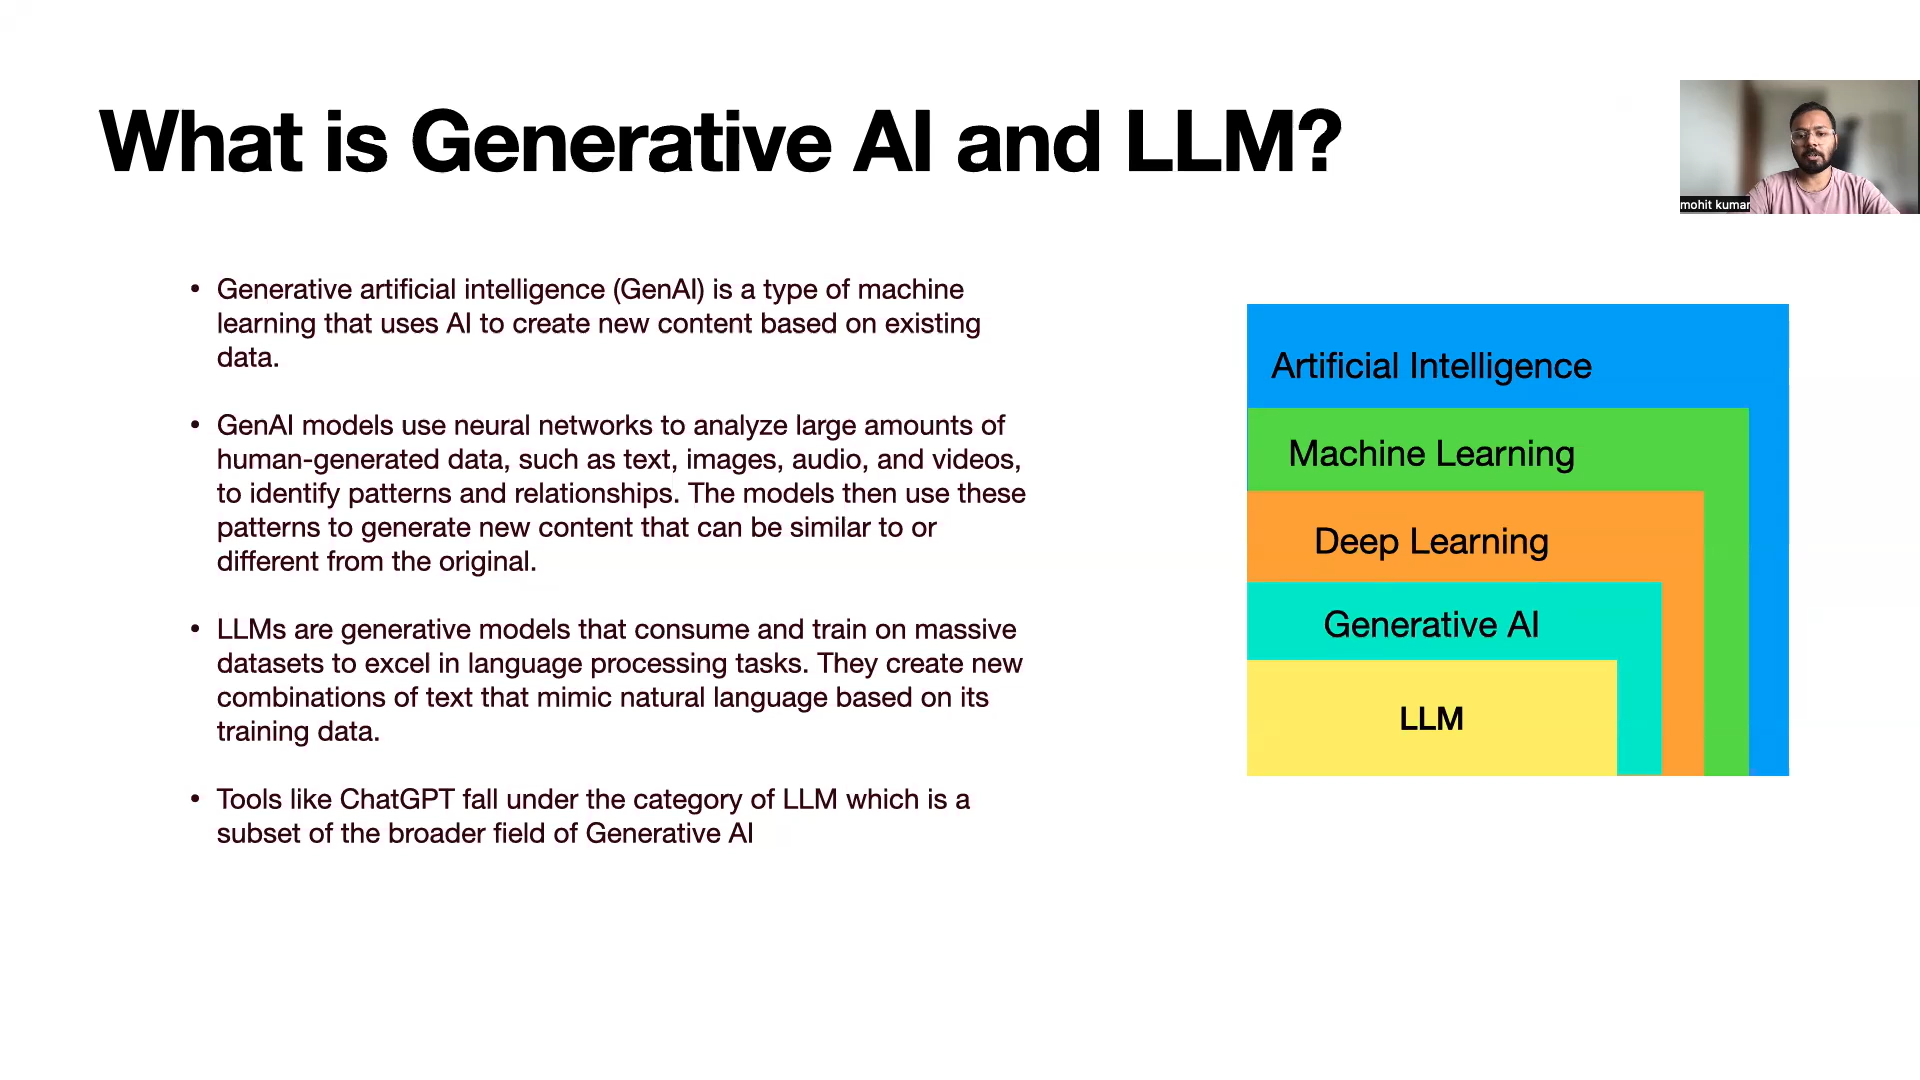 What is Generative AI and LLM?
mohit kumar
• Generative artificial intelligence (GenAI) is a type of machine
learning that uses AI to create new content based on existing
data.
• GenAI models use neural networks to analyze large amounts of
human-generated data, such as text, images, audio, and videos,
to identify patterns and relationships. The models then use these
patterns to generate new content that can be similar to or
different from the original.
• LLMs are generative models that consume and train on massive
datasets to excel in language processing tasks. They create new
combinations of text that mimic natural language based on its
training data.
• Tools like ChatGPT fall under the category of LLM which is a
subset of the broader field of Generative AI
Artificial Intelligence
Machine Learning
Deep Learning
Generative AI
LLM